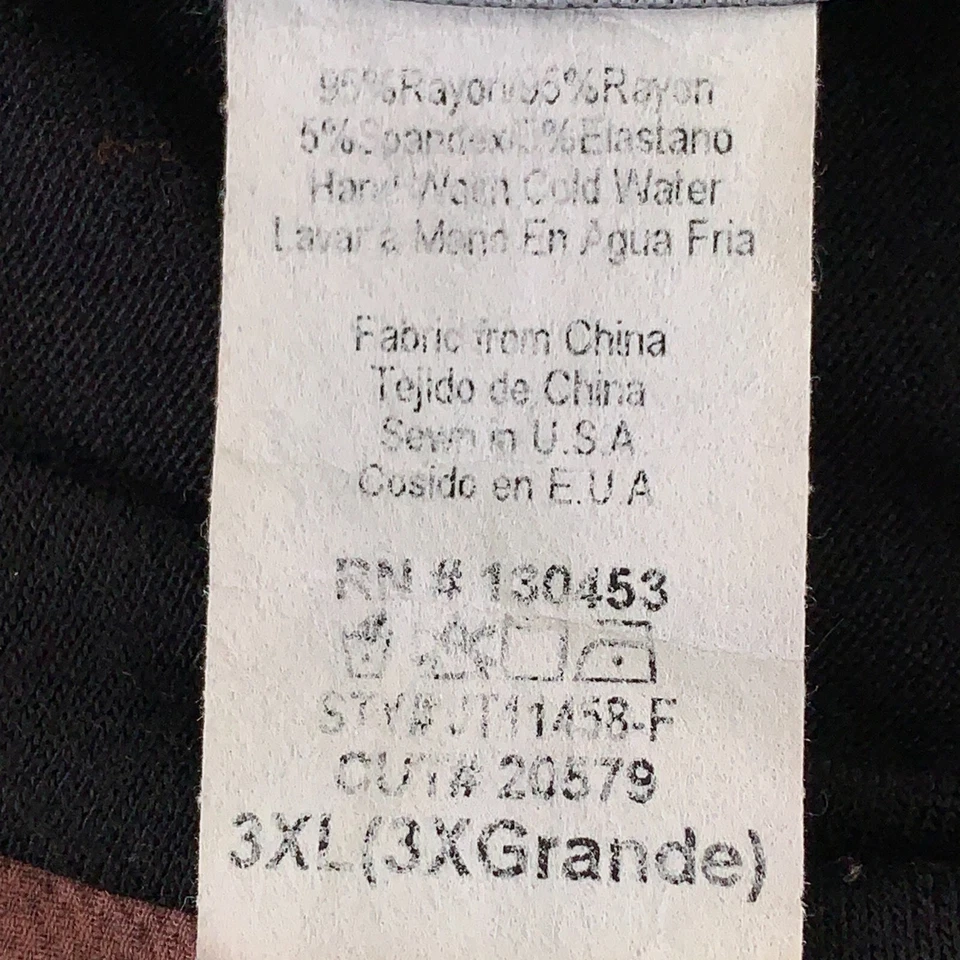 95%Rayon/95%Rayon
5%Spandex/5%Elastano
Hand Wash Cold Water
Lavar a Mano En Agua Fria
Fabric from China
Tejido de China
Sewn in U.S.A.
Cosido en E.U.A
RN # 130453
STY# JT11458-F
CUT# 20579
3XL(3XGrande)